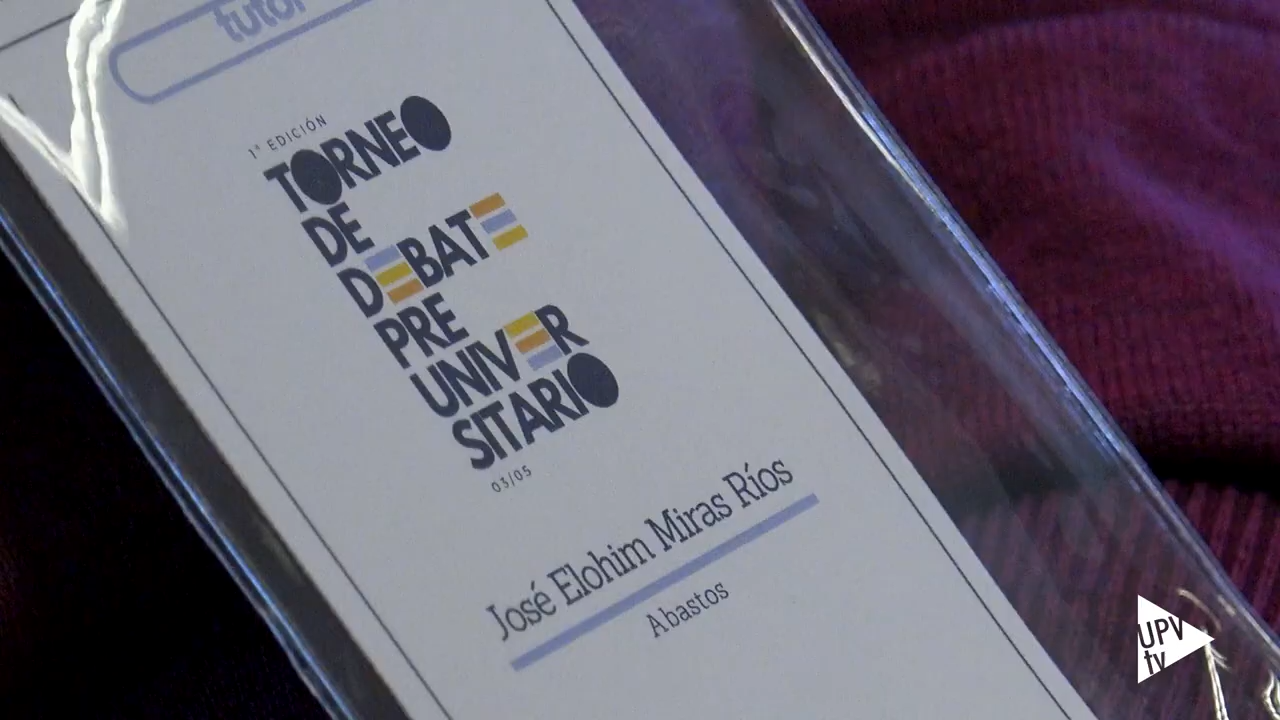 tutor
1ª EDICIÓN
TORNEO
DE
DEBATE
PRE
UNIVER
SITARIO
03/05
José Elohim Miras Ríos
Abastos
UPV
tv